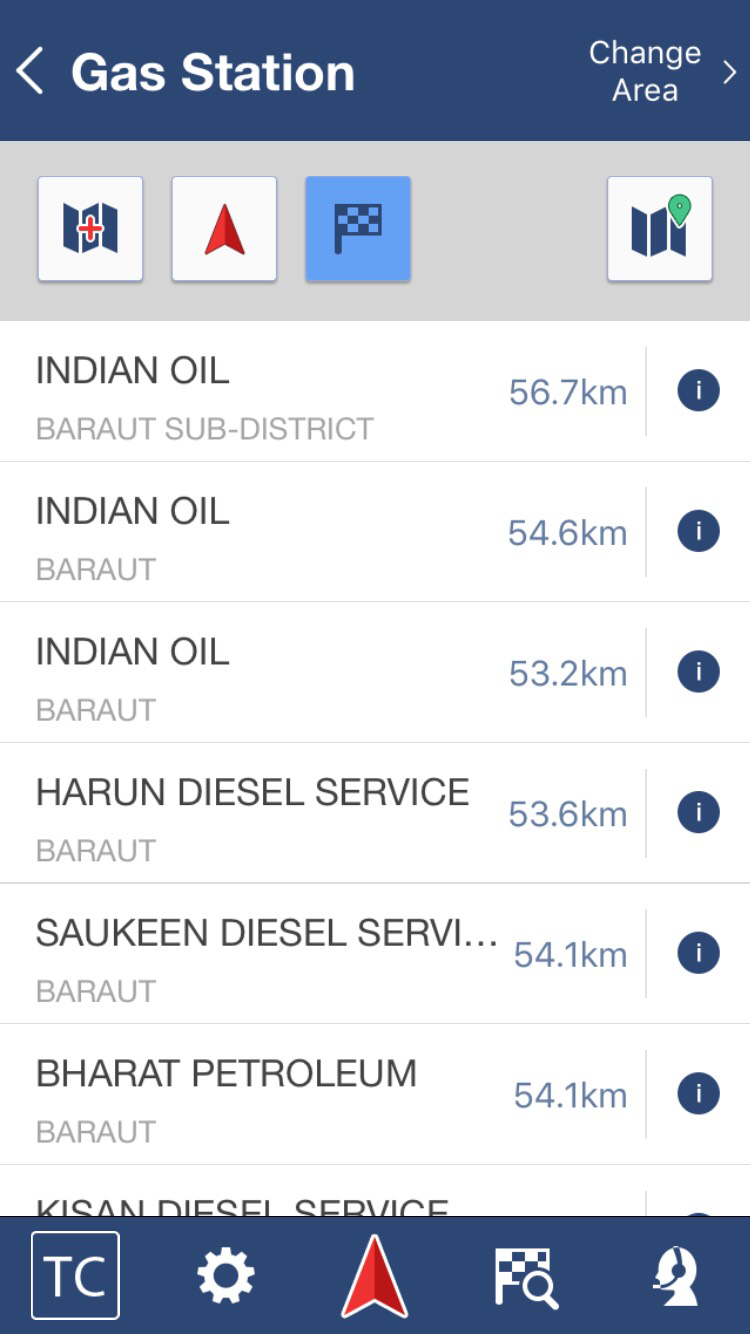 Gas Station
Change
Area
INDIAN OIL
BARAUT SUB-DISTRICT
56.7km
i
INDIAN OIL
BARAUT
54.6km
i
INDIAN OIL
BARAUT
53.2km
i
HARUN DIESEL SERVICE
BARAUT
53.6km
i
SAUKEEN DIESEL SERVI...
BARAUT
54.1km
i
BHARAT PETROLEUM
BARAUT
54.1km
i
KISAN DIESEL SERVICE
TC